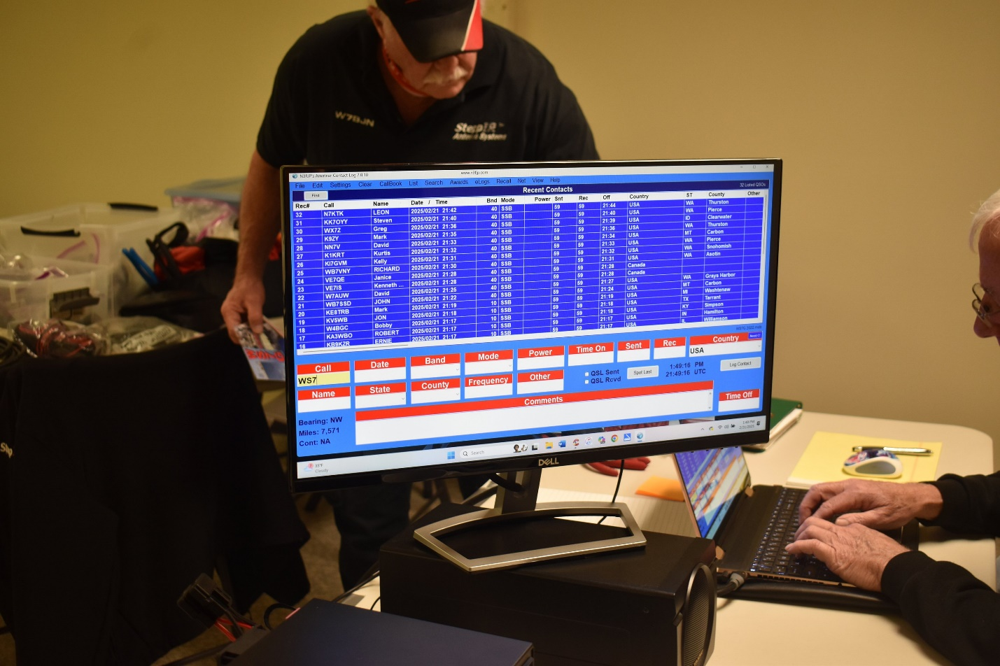 W7BJN
SteppIR™
Antenna Systems
N3FJP's Amateur Contact Log 7.0.10 www.n3fjp.com
File Edit Settings Clear CallBook List Search Awards eLogs Recall Net View Help
Find Recent Contacts 32 Listed QSOs
Rec# Call Name Date / Time Bnd Mode Power Snt Rec Off Country ST County Other
32 N7KTK LEON 2025/02/21 21:42 40 SSB 59 59 21:44 USA WA Thurston
31 KK7OYY Steven 2025/02/21 21:40 40 SSB 59 59 21:40 USA WA Pierce
30 WX7Z Greg 2025/02/21 21:36 40 SSB 59 59 21:39 USA ID Clearwater
29 K9ZY Mark 2025/02/21 21:35 40 SSB 59 59 21:36 USA WA Thurston
28 NN7V David 2025/02/21 21:33 40 SSB 59 59 21:34 USA MT Carbon
27 K1KRT Kurtis 2025/02/21 21:32 40 SSB 59 59 21:33 USA WA Pierce
26 KI7GVM Kelly 2025/02/21 21:31 40 SSB 59 59 21:32 USA WA Snohomish
25 WB7VNY RICHARD 2025/02/21 21:30 40 SSB 59 59 21:31 USA WA Asotin
24 VE7QE Janice 2025/02/21 21:28 40 SSB 59 59 21:28 Canada
23 VE7IS Kenneth ... 2025/02/21 21:28 40 SSB 59 59 21:28 Canada
22 W7AUW David 2025/02/21 21:25 40 SSB 59 59 21:27 USA WA Grays Harbor
21 WB7SSD JOHN 2025/02/21 21:22 40 SSB 59 59 21:24 USA MT Carbon
20 KE8TRB Mark 2025/02/21 21:19 10 SSB 59 59 21:19 USA MI Washtenaw
19 KV5WB JON 2025/02/21 21:18 10 SSB 59 59 21:18 USA TX Tarrant
18 W4BGC Bobby 2025/02/21 21:17 10 SSB 59 59 21:18 USA KY Simpson
17 KA3WBO ROBERT 2025/02/21 21:17 10 SSB 59 59 21:17 USA IN Hamilton
16 KB9KZR ERNIE 2025/02/21 21:17 10 SSB 59 59 21:17 USA IL Williamson
Call Date Band Mode Power Time On Sent Rec Country
WS7 USA
Name State County Frequency Other
QSL Sent
QSL Rcvd
Spot Last
1:49:16 PM
21:49:16 UTC
Log Contact
Comments
Time Off
Bearing: NW
Miles: 7,571
Cont: NA
35°F
Cloudy
Search
1:49 PM
2/21/2025
DELL